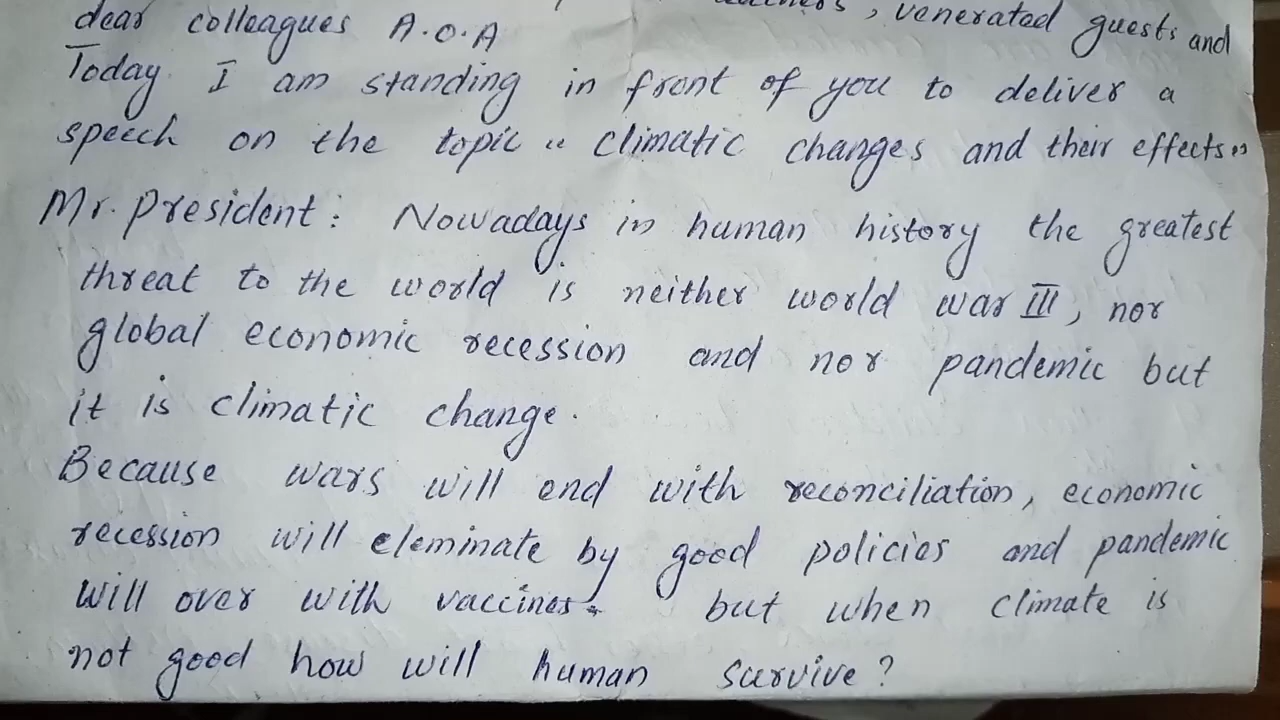 , venerated guests and
dear colleagues A.O.A
Today I am standing in front of you to deliver a
speech on the topic "climatic changes and their effects"
Mr. President: Nowadays in human history the greatest
threat to the world is neither world war III, nor
global economic recession and nor pandemic but
it is climatic change.
Because wars will end with reconciliation, economic
recession will eleminate by good policies and pandemic
will over with vaccines. but when climate is
not good how will human survive?